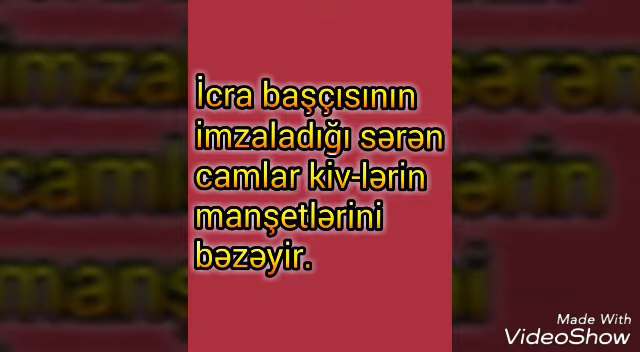 İcra başçısının
imzaladığı sərən
camlar kiv-lərin
manşetlərini
bəzəyir.
Made With
VideoShow